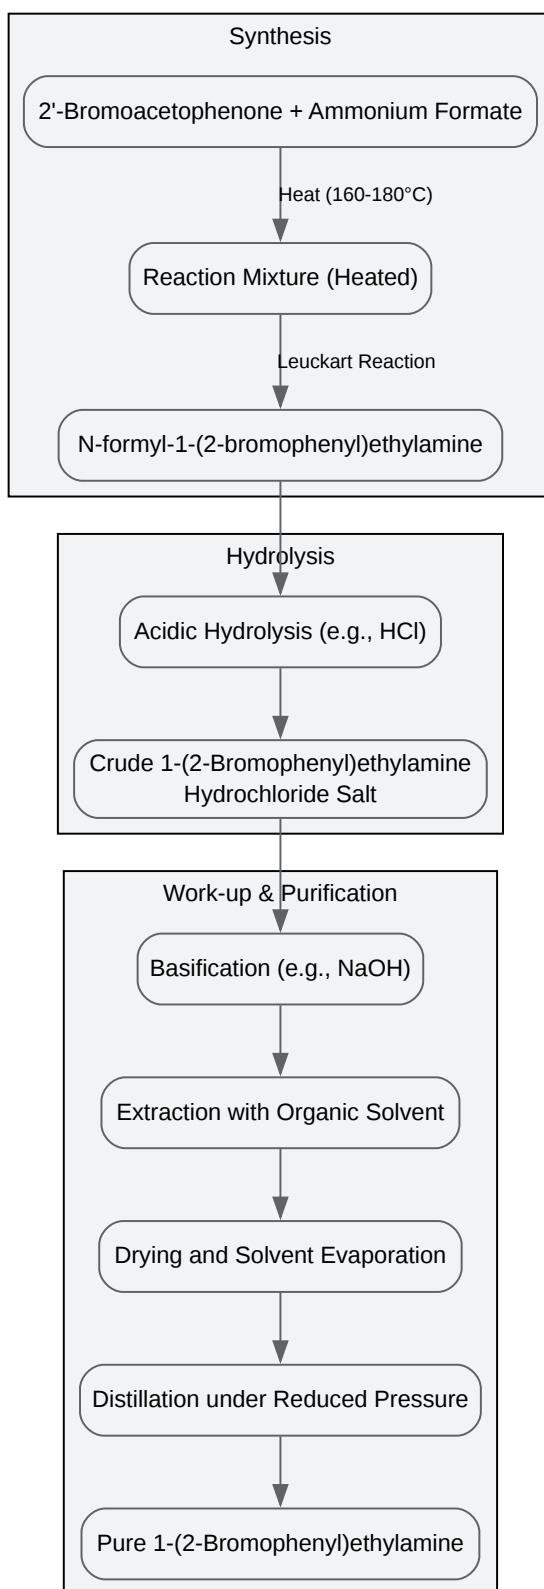 Synthesis
2'-Bromoacetophenone + Ammonium Formate
Heat (160-180°C)
Reaction Mixture (Heated)
Leuckart Reaction
N-formyl-1-(2-bromophenyl)ethylamine
Hydrolysis
Acidic Hydrolysis (e.g., HCl)
Crude 1-(2-Bromophenyl)ethylamine
Hydrochloride Salt
Work-up & Purification
Basification (e.g., NaOH)
Extraction with Organic Solvent
Drying and Solvent Evaporation
Distillation under Reduced Pressure
Pure 1-(2-Bromophenyl)ethylamine